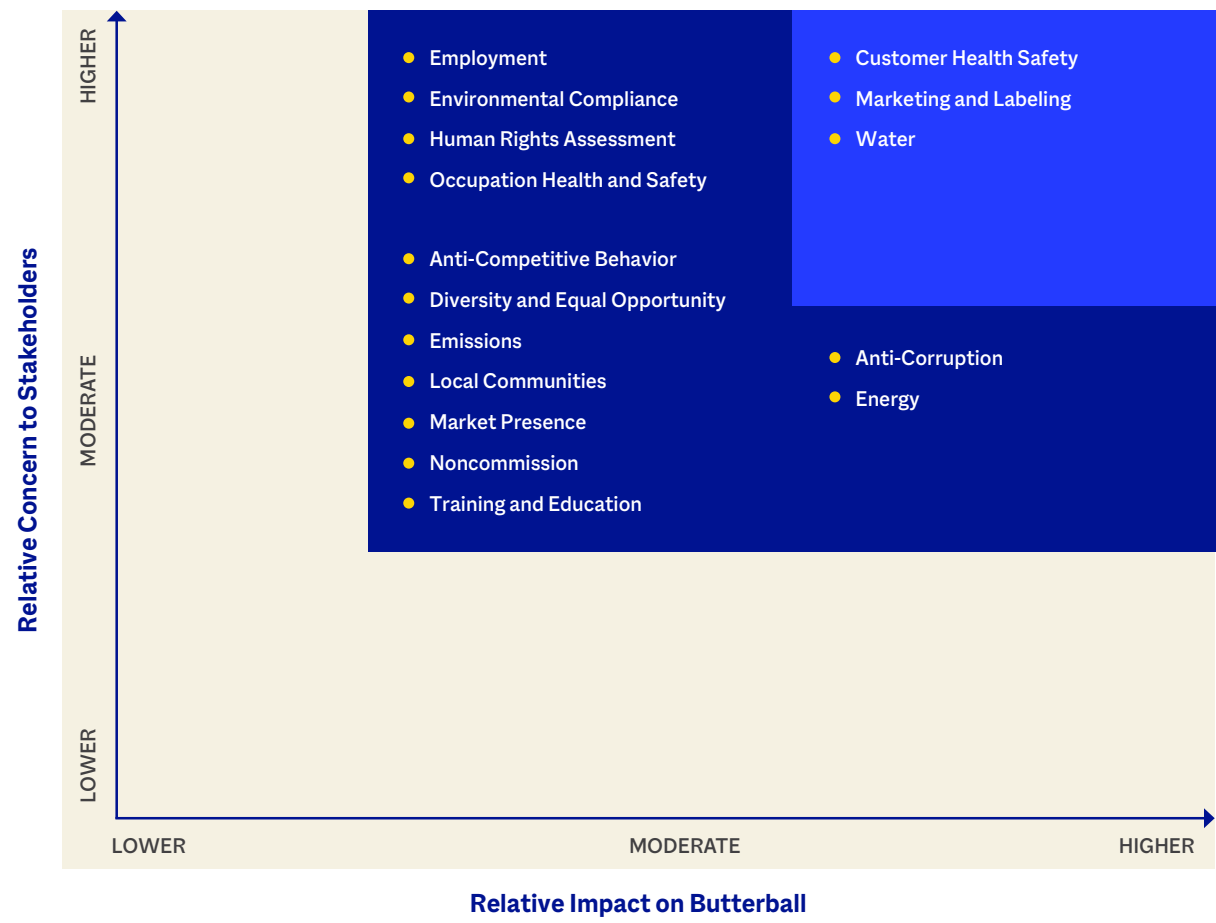 Relative Concern to Stakeholders
HIGHER
MODERATE
LOWER
Employment
Environmental Compliance
Human Rights Assessment
Occupation Health and Safety
Anti-Competitive Behavior
Diversity and Equal Opportunity
Emissions
Local Communities
Market Presence
Noncommission
Training and Education
Customer Health Safety
Marketing and Labeling
Water
Anti-Corruption
Energy
LOWER
MODERATE
HIGHER
Relative Impact on Butterball